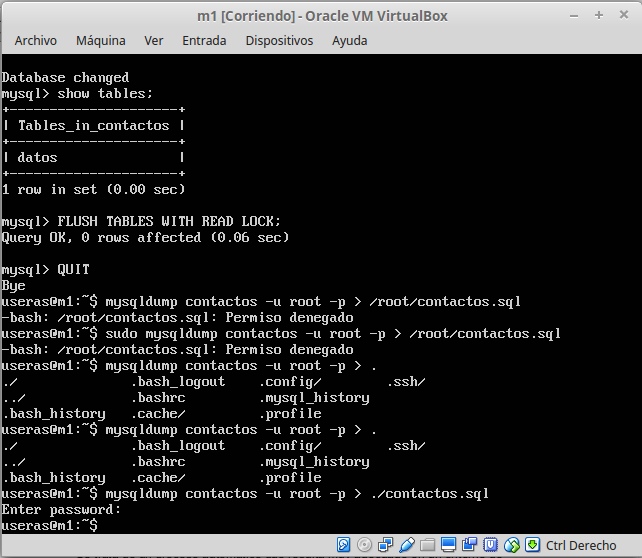 m1 [Corriendo] - Oracle VM VirtualBox
Archivo Máquina Ver Entrada Dispositivos Ayuda
Database changed
mysql> show tables;
+---------------------+
| Tables_in_contactos |
+---------------------+
| datos               |
+---------------------+
1 row in set (0.00 sec)
mysql> FLUSH TABLES WITH READ LOCK;
Query OK, 0 rows affected (0.06 sec)
mysql> QUIT
Bye
useras@m1:~$ mysqldump contactos -u root -p > /root/contactos.sql
-bash: /root/contactos.sql: Permiso denegado
useras@m1:~$ sudo mysqldump contactos -u root -p > /root/contactos.sql
-bash: /root/contactos.sql: Permiso denegado
useras@m1:~$ mysqldump contactos -u root -p > .
./              .bash_logout    .config/        .ssh/
../             .bashrc         .mysql_history
.bash_history   .cache/         .profile
useras@m1:~$ mysqldump contactos -u root -p > .
./              .bash_logout    .config/        .ssh/
../             .bashrc         .mysql_history
.bash_history   .cache/         .profile
useras@m1:~$ mysqldump contactos -u root -p > ./contactos.sql
Enter password:
useras@m1:~$
Ctrl Derecho